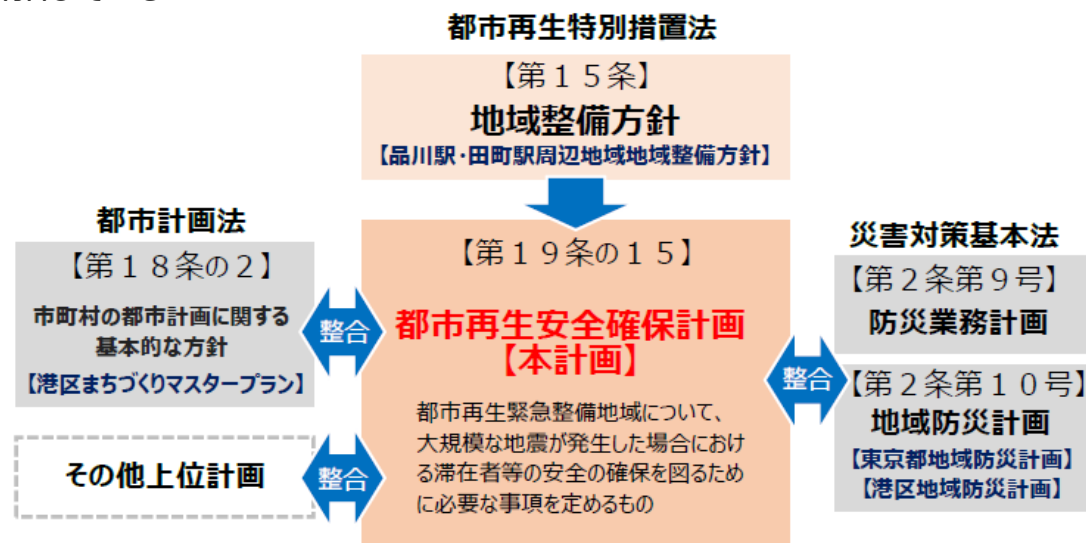 都市再生特別措置法
【第１５条】
地域整備方針
【品川駅・田町駅周辺地域地域整備方針】
都市計画法
【第１８条の２】
市町村の都市計画に関する
基本的な方針
【港区まちづくりマスタープラン】
整合
その他上位計画
整合
【第１９条の１５】
都市再生安全確保計画
【本計画】
都市再生緊急整備地域について、
大規模な地震が発生した場合におけ
る滞在者等の安全の確保を図るため
に必要な事項を定めるもの
整合
災害対策基本法
【第２条第９号】
防災業務計画
【第２条第１０号】
地域防災計画
【東京都地域防災計画】
【港区地域防災計画】